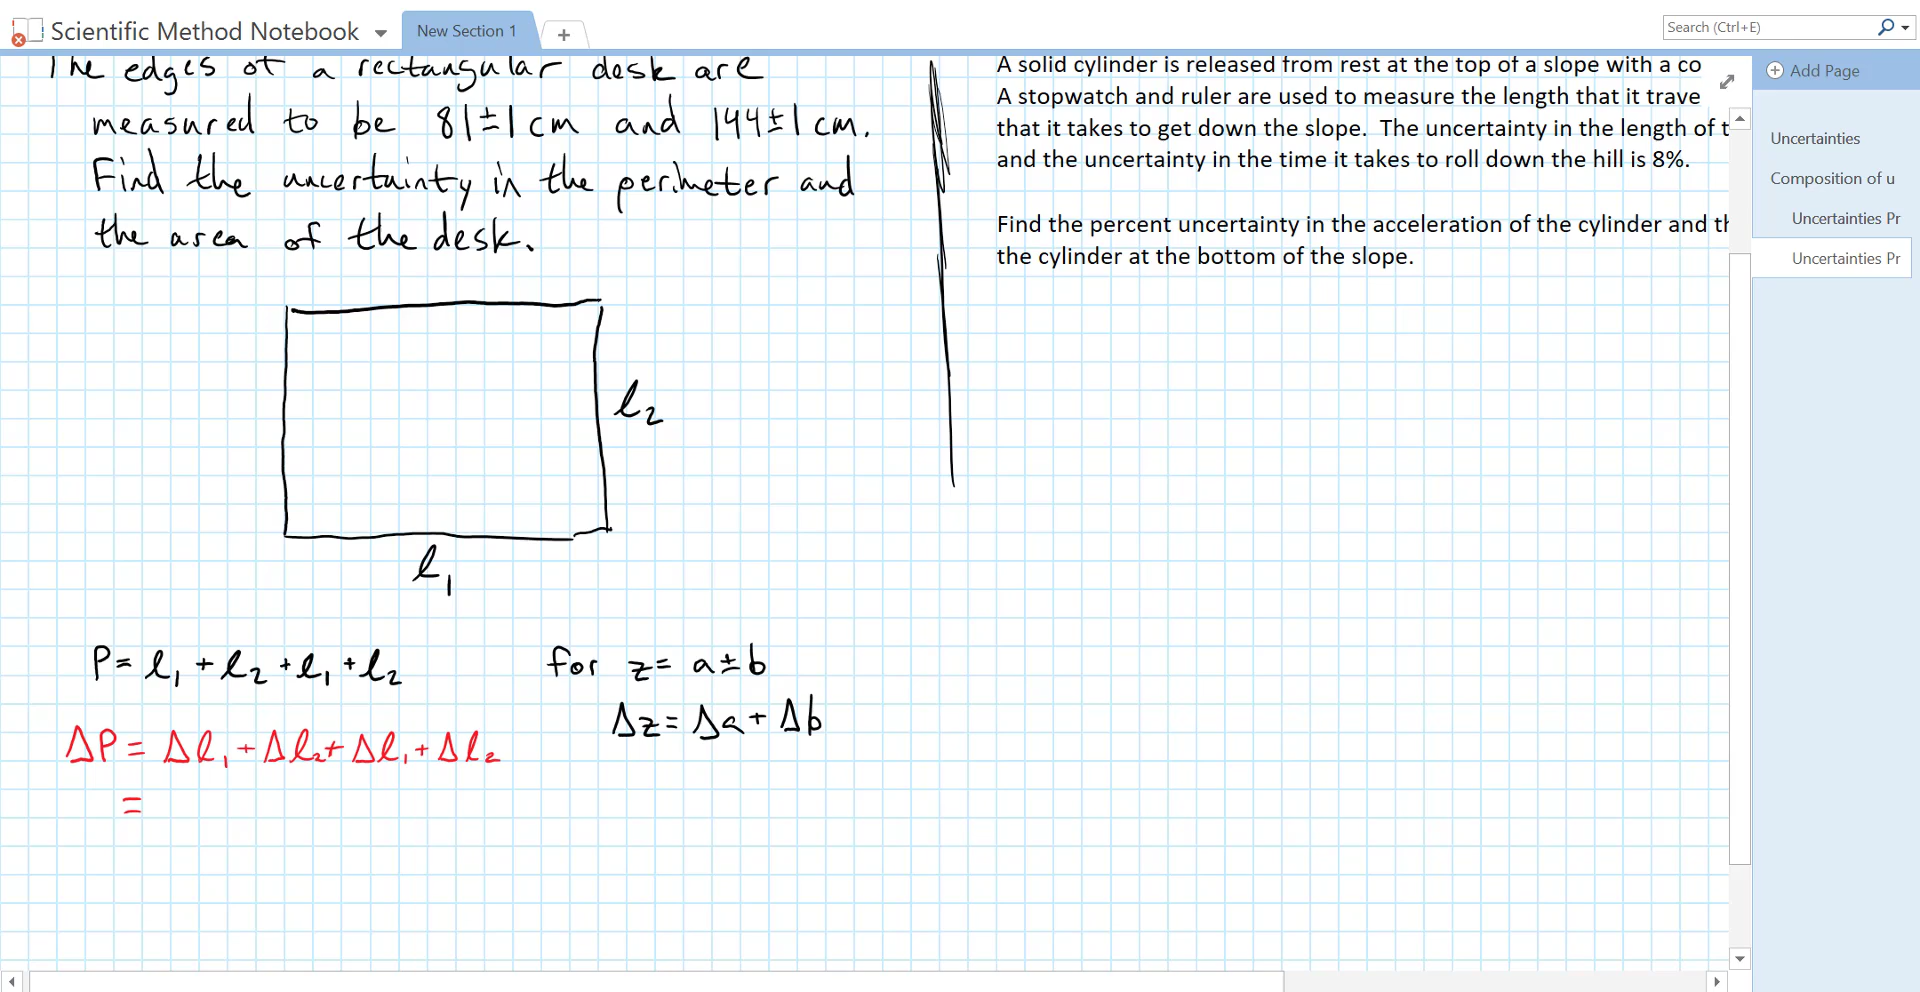 Scientific Method Notebook
New Section 1
Search (Ctrl+E)
The edges of a rectangular desk are
measured to be 81±1 cm and 144±1 cm.
Find the uncertainty in the perimeter and
the area of the desk.
l2
l1
P= l1 + l2 + l1 + l2
for z= a±b
Δz= Δa+ Δb
ΔP = Δl1 + Δl2+ Δl1 + Δl2
=
A solid cylinder is released from rest at the top of a slope with a co
A stopwatch and ruler are used to measure the length that it trave
that it takes to get down the slope. The uncertainty in the length of t
and the uncertainty in the time it takes to roll down the hill is 8%.
Find the percent uncertainty in the acceleration of the cylinder and th
the cylinder at the bottom of the slope.
Add Page
Uncertainties
Composition of u
Uncertainties Pr
Uncertainties Pr